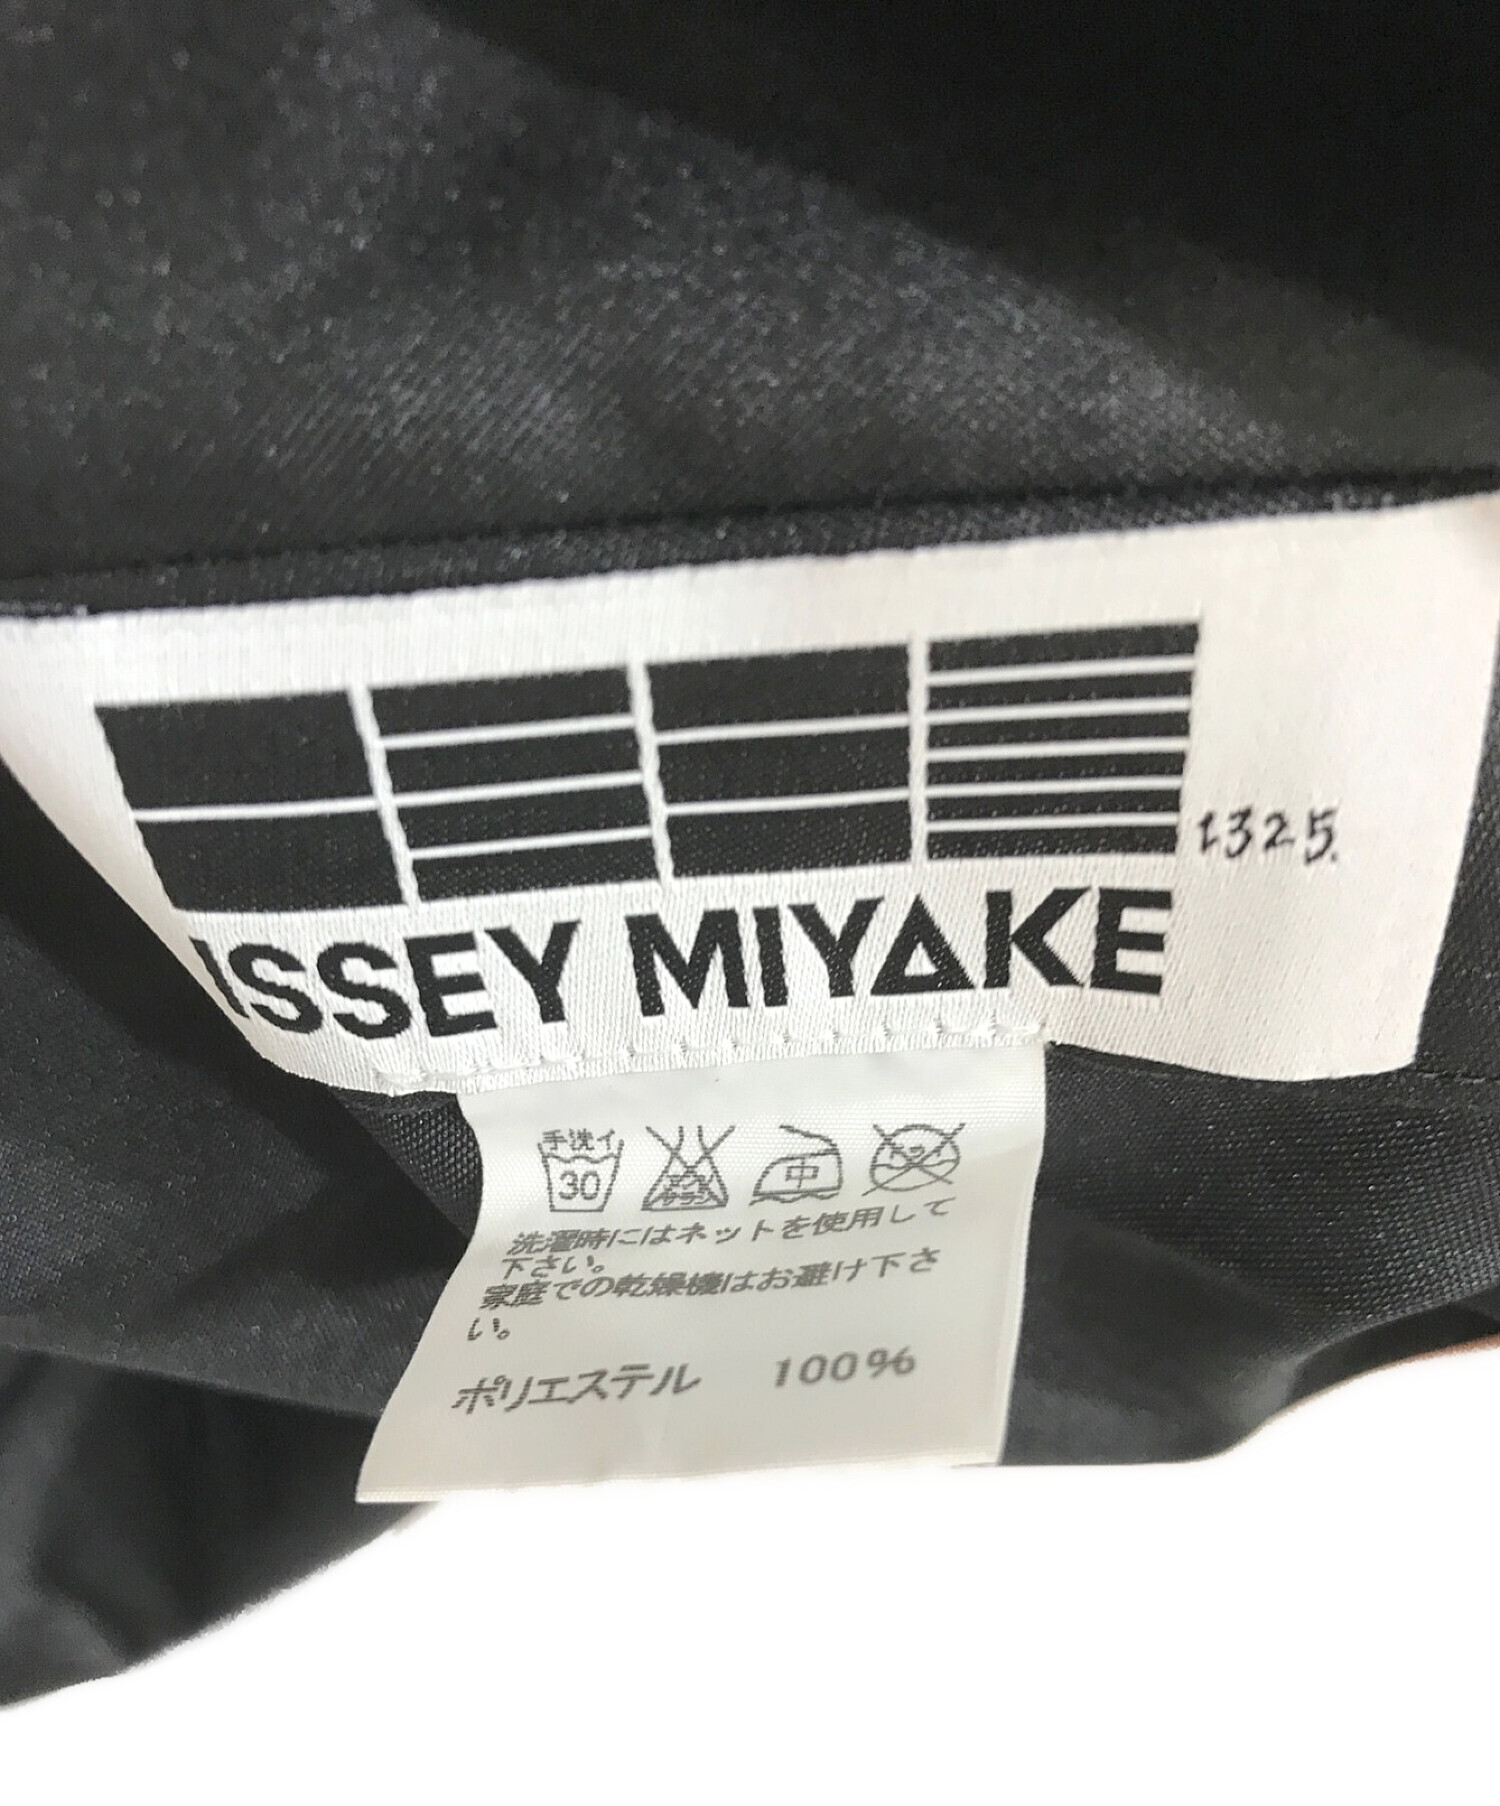 1325.
ISSEY MIYAKE
手洗イ
30
中
洗濯時にはネットを使用して
下さい。
家庭での乾燥機はお避け下さ
い。
ポリエステル 100%